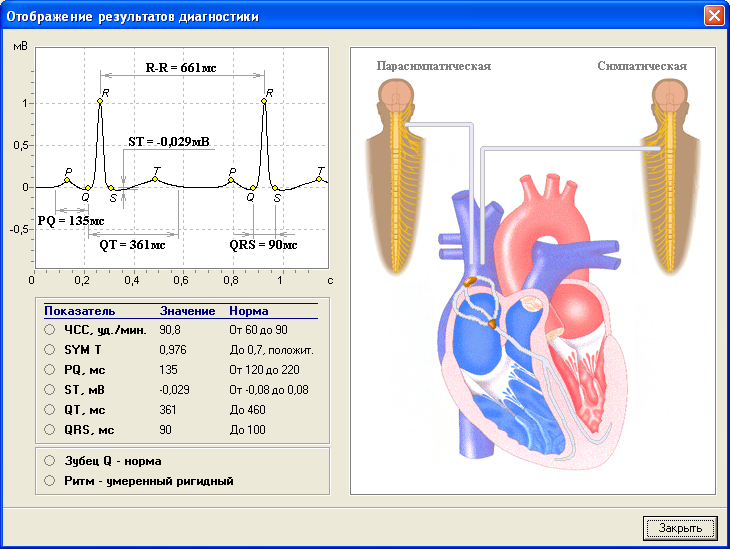 Отображение результатов диагностики
мВ
R-R = 661мс
R
R
1
ST = -0,029мВ
0,5
P
T
P
T
0
Q
S
Q
S
PQ = 135мс
-0,5
QT = 361мс
QRS = 90мс
0 0,2 0,4 0,6 0,8 1 с
Показатель Значение Норма
ЧСС, уд./мин. 90,8 От 60 до 90
SYM T 0,976 До 0,7, положит.
PQ, мс 135 От 120 до 220
ST, мВ -0,029 От -0,08 до 0,08
QT, мс 361 До 460
QRS, мс 90 До 100
Зубец Q - норма
Ритм - умеренный ригидный
Парасимпатическая
Симпатическая
Закрыть